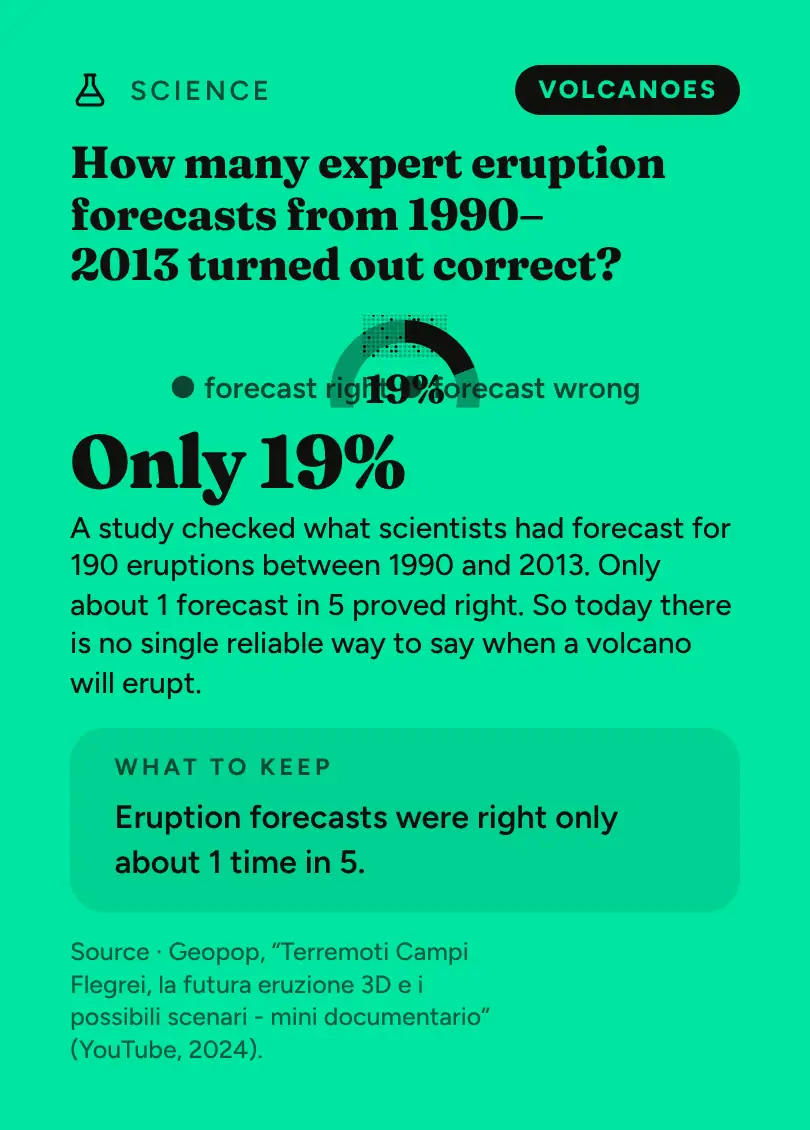 SCIENCE
VOLCANOES
How many expert eruption
forecasts from 1990–
2013 turned out correct?
forecast right
forecast wrong
19%
Only 19%
A study checked what scientists had forecast for
190 eruptions between 1990 and 2013. Only
about 1 forecast in 5 proved right. So today there
is no single reliable way to say when a volcano
will erupt.
WHAT TO KEEP
Eruption forecasts were right only
about 1 time in 5.
Source · Geopop, “Terremoti Campi
Flegrei, la futura eruzione 3D e i
possibili scenari - mini documentario”
(YouTube, 2024).